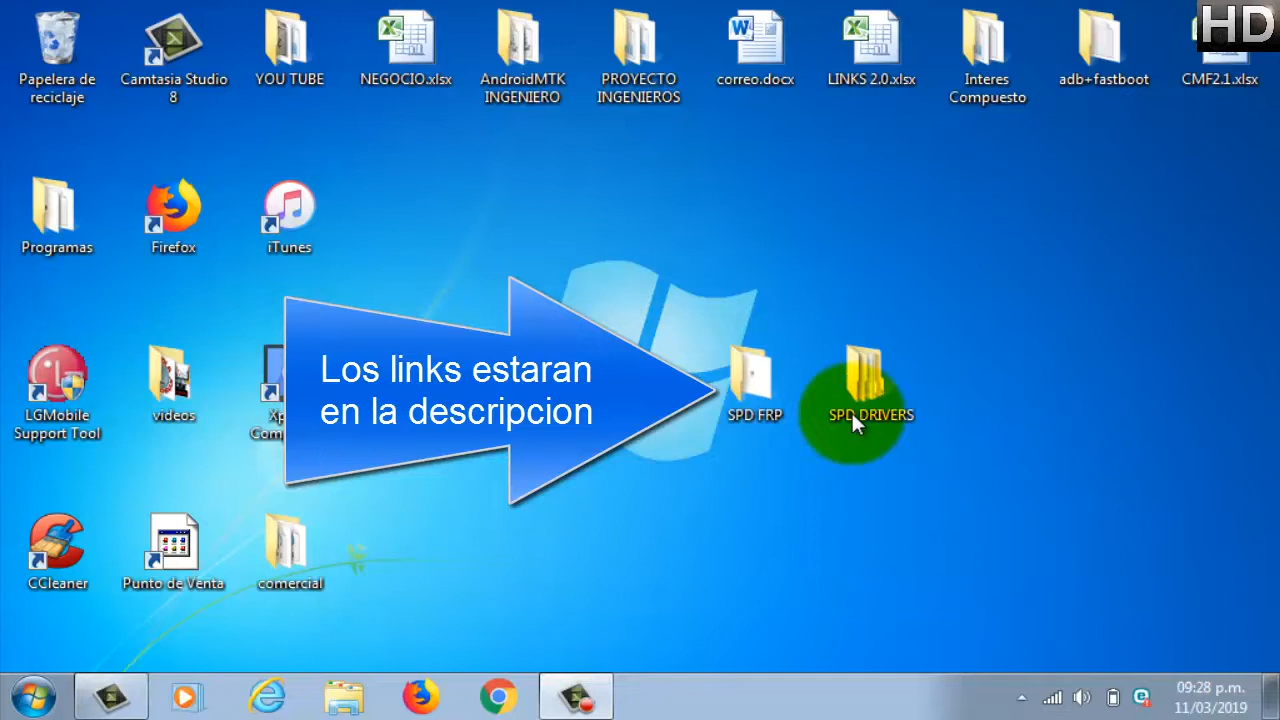 HD
Papelera de
reciclaje
Camtasia Studio
8
YOU TUBE
NEGOCIO.xlsx
AndroidMTK
INGENIERO
PROYECTO
INGENIEROS
correo.docx
LINKS 2.0.xlsx
Interes
Compuesto
adb+fastboot
CMF2.1.xlsx
Programas
Firefox
iTunes
Los links estaran
en la descripcion
LGMobile
Support Tool
videos
SPD FRP
SPD DRIVERS
CCleaner
Punto de Venta
comercial
09:28 p.m.
11/03/2019